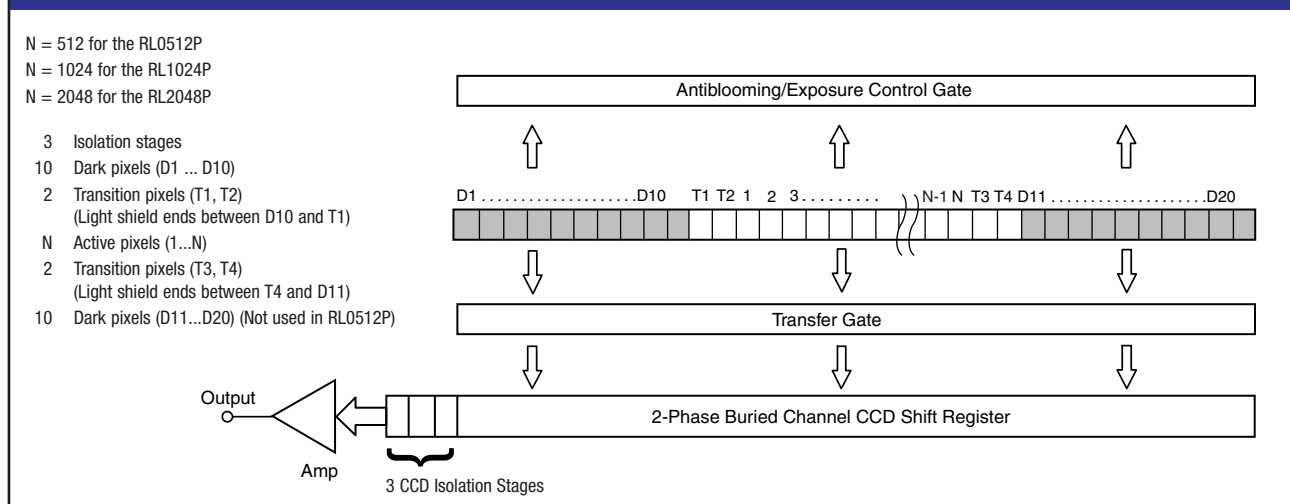 N = 512 for the RL0512P
N = 1024 for the RL1024P
N = 2048 for the RL2048P
3 Isolation stages
10 Dark pixels (D1 ... D10)
2 Transition pixels (T1, T2)
(Light shield ends between D10 and T1)
N Active pixels (1...N)
2 Transition pixels (T3, T4)
(Light shield ends between T4 and D11)
10 Dark pixels (D11...D20) (Not used in RL0512P)
Antiblooming/Exposure Control Gate
D1 . . . . . . . . . . . . . . . . . . . D10 T1 T2 1 2 3 . . . . . . . . . N-1 N T3 T4 D11 . . . . . . . . . . . . . . . . . . . D20
Transfer Gate
Output
2-Phase Buried Channel CCD Shift Register
Amp
3 CCD Isolation Stages